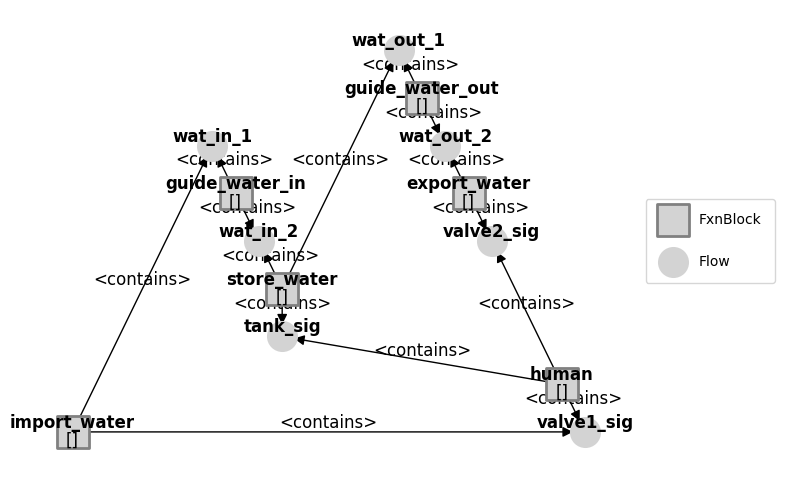 wat_out_1
<contains>
guide_water_out
[]
<contains>
wat_in_1
wat_out_2
<contains>
<contains>
<contains>
guide_water_in
[]
export_water
[]
<contains>
<contains>
FxnBlock
wat_in_2
valve2_sig
<contains>
Flow
store_water
[]
<contains>
<contains>
<contains>
tank_sig
<contains>
human
[]
<contains>
import_water
[]
<contains>
valve1_sig